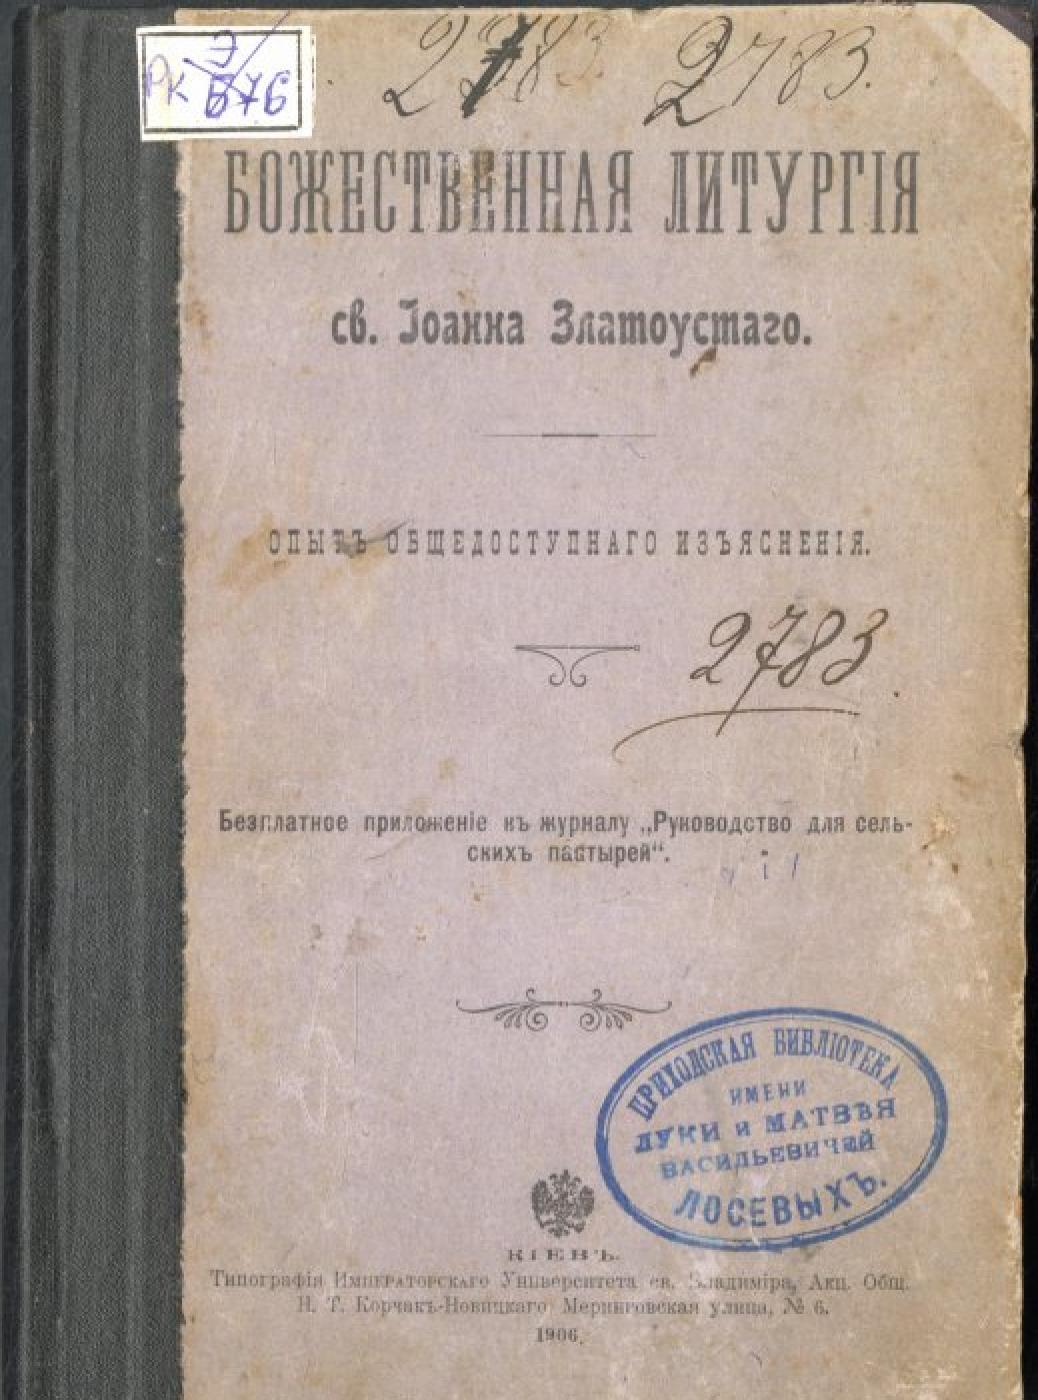 2783 2783.
Э/
РК 676
БОЖЕСТВЕННАЯ ЛИТУРГІЯ
св. Іоанна Златоустаго.
ОПЫТЪ ОБЩЕДОСТУПНАГО ИЗЪЯСНЕНІЯ.
2783
Безплатное приложеніе къ журналу „Руководство для сель-
скихъ пастырей“.
ПРИХОДСКАЯ БИБЛІОТЕКА
ИМЕНИ
ЛУКИ и МАТВѢЯ
ВАСИЛЬЕВИЧЕЙ
ЛОСЕВЫХЪ.
КІЕВЪ.
Типографія Императорскаго Университета св. Владиміра, Акц. Общ.
Н. Т. Корчакъ-Новицкаго Меринговская улица, № 6.
1906.